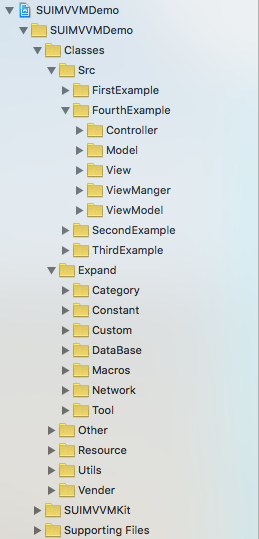 SUIMVVMDemo
SUIMVVMDemo
Classes
Src
FirstExample
FourthExample
Controller
Model
View
ViewManger
ViewModel
SecondExample
ThirdExample
Expand
Category
Constant
Custom
DataBase
Macros
Network
Tool
Other
Resource
Utils
Vender
SUIMVVMKit
Supporting Files